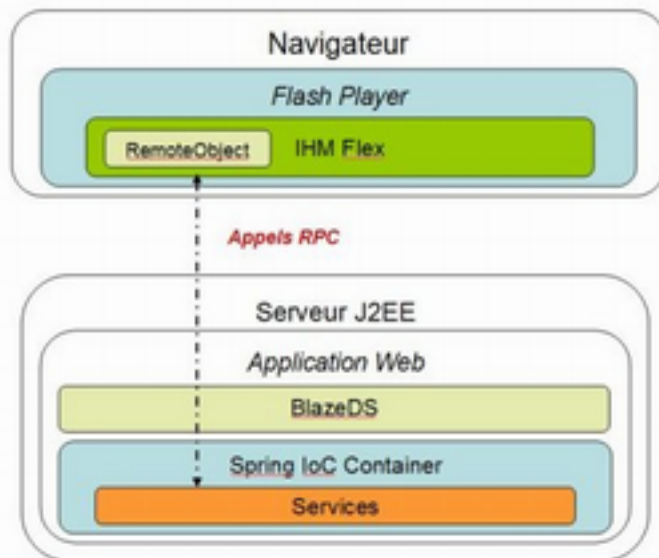 Navigateur
Flash Player
RemoteObject
IHM Flex
Appels RPC
Serveur J2EE
Application Web
BlazeDS
Spring IoC Container
Services